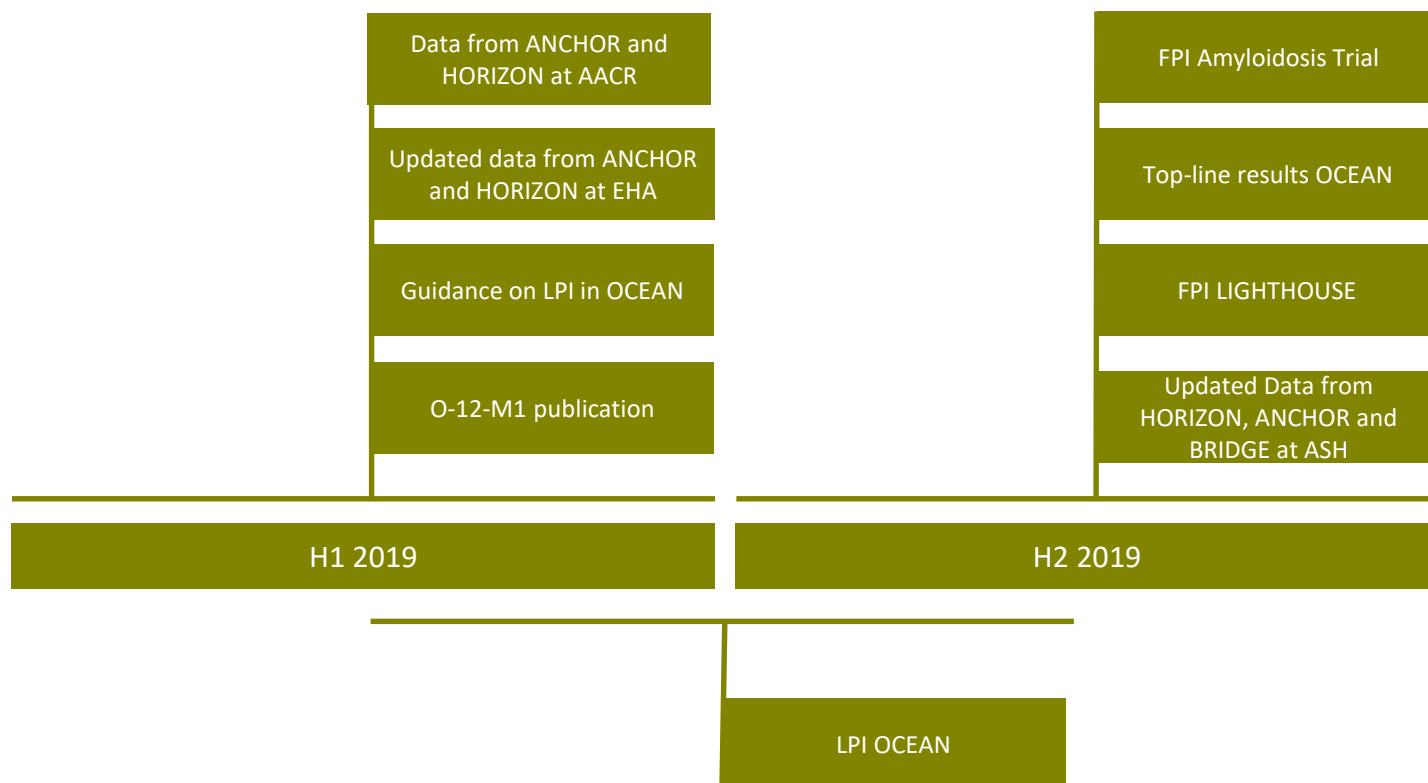 Data from ANCHOR and
HORIZON at AACR
Updated data from ANCHOR
and HORIZON at EHA
Guidance on LPI in OCEAN
O-12-M1 publication
FPI Amyloidosis Trial
Top-line results OCEAN
FPI LIGHTHOUSE
Updated Data from
HORIZON, ANCHOR and
BRIDGE at ASH
H1 2019
H2 2019
LPI OCEAN